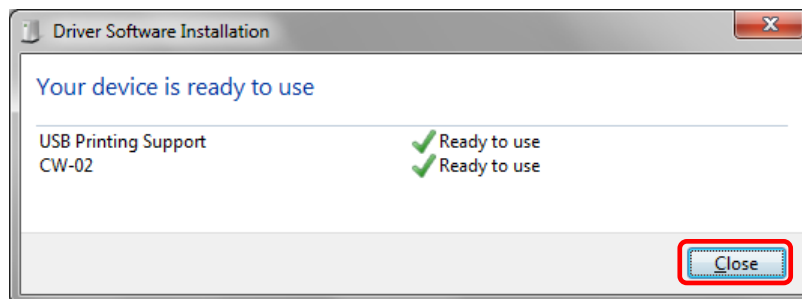 Driver Software Installation
Your device is ready to use
USB Printing Support Ready to use
CW-02 Ready to use
Close